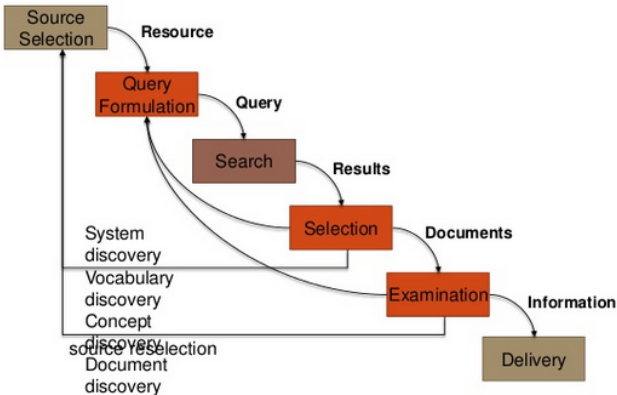 Source
Selection
Resource
Query
Formulation
Query
Search
Results
Selection
Documents
Examination
Information
Delivery
System
discovery
Vocabulary
discovery
Concept
discovery
source reselection
Document
discovery